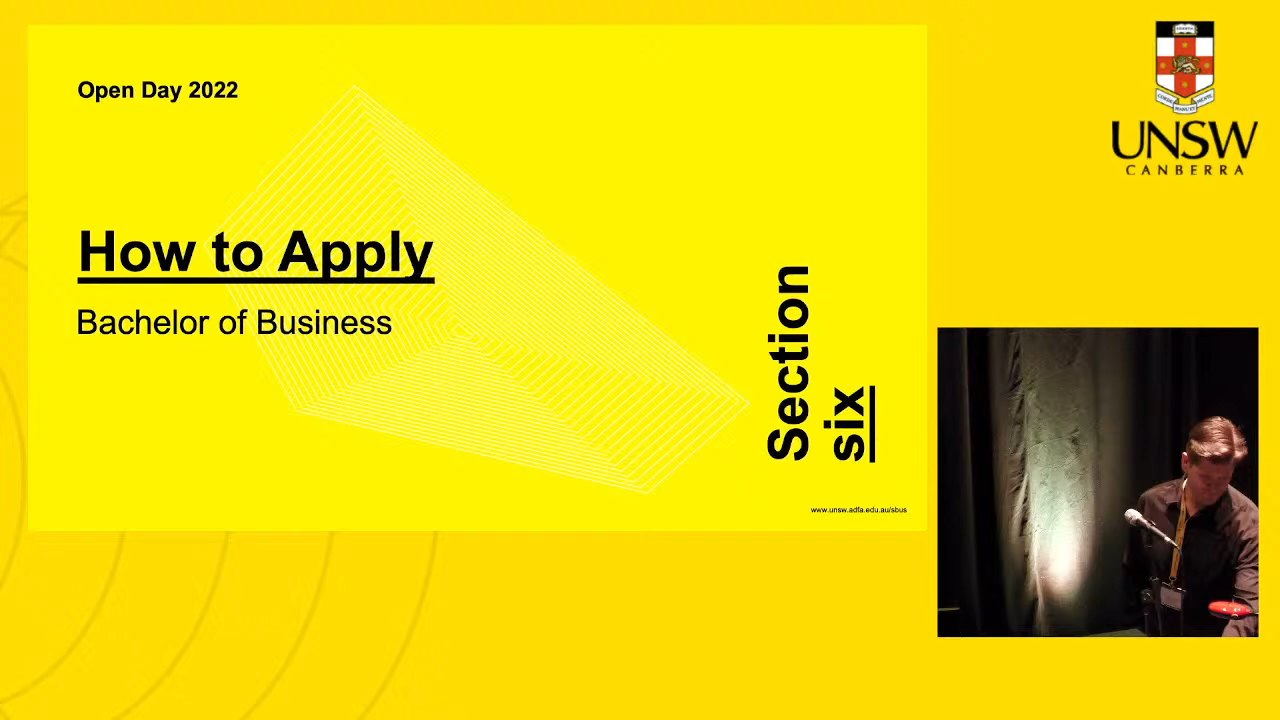 Open Day 2022
How to Apply
Bachelor of Business
Section
six
www.unsw.adfa.edu.au/sbus
UNSW
CANBERRA